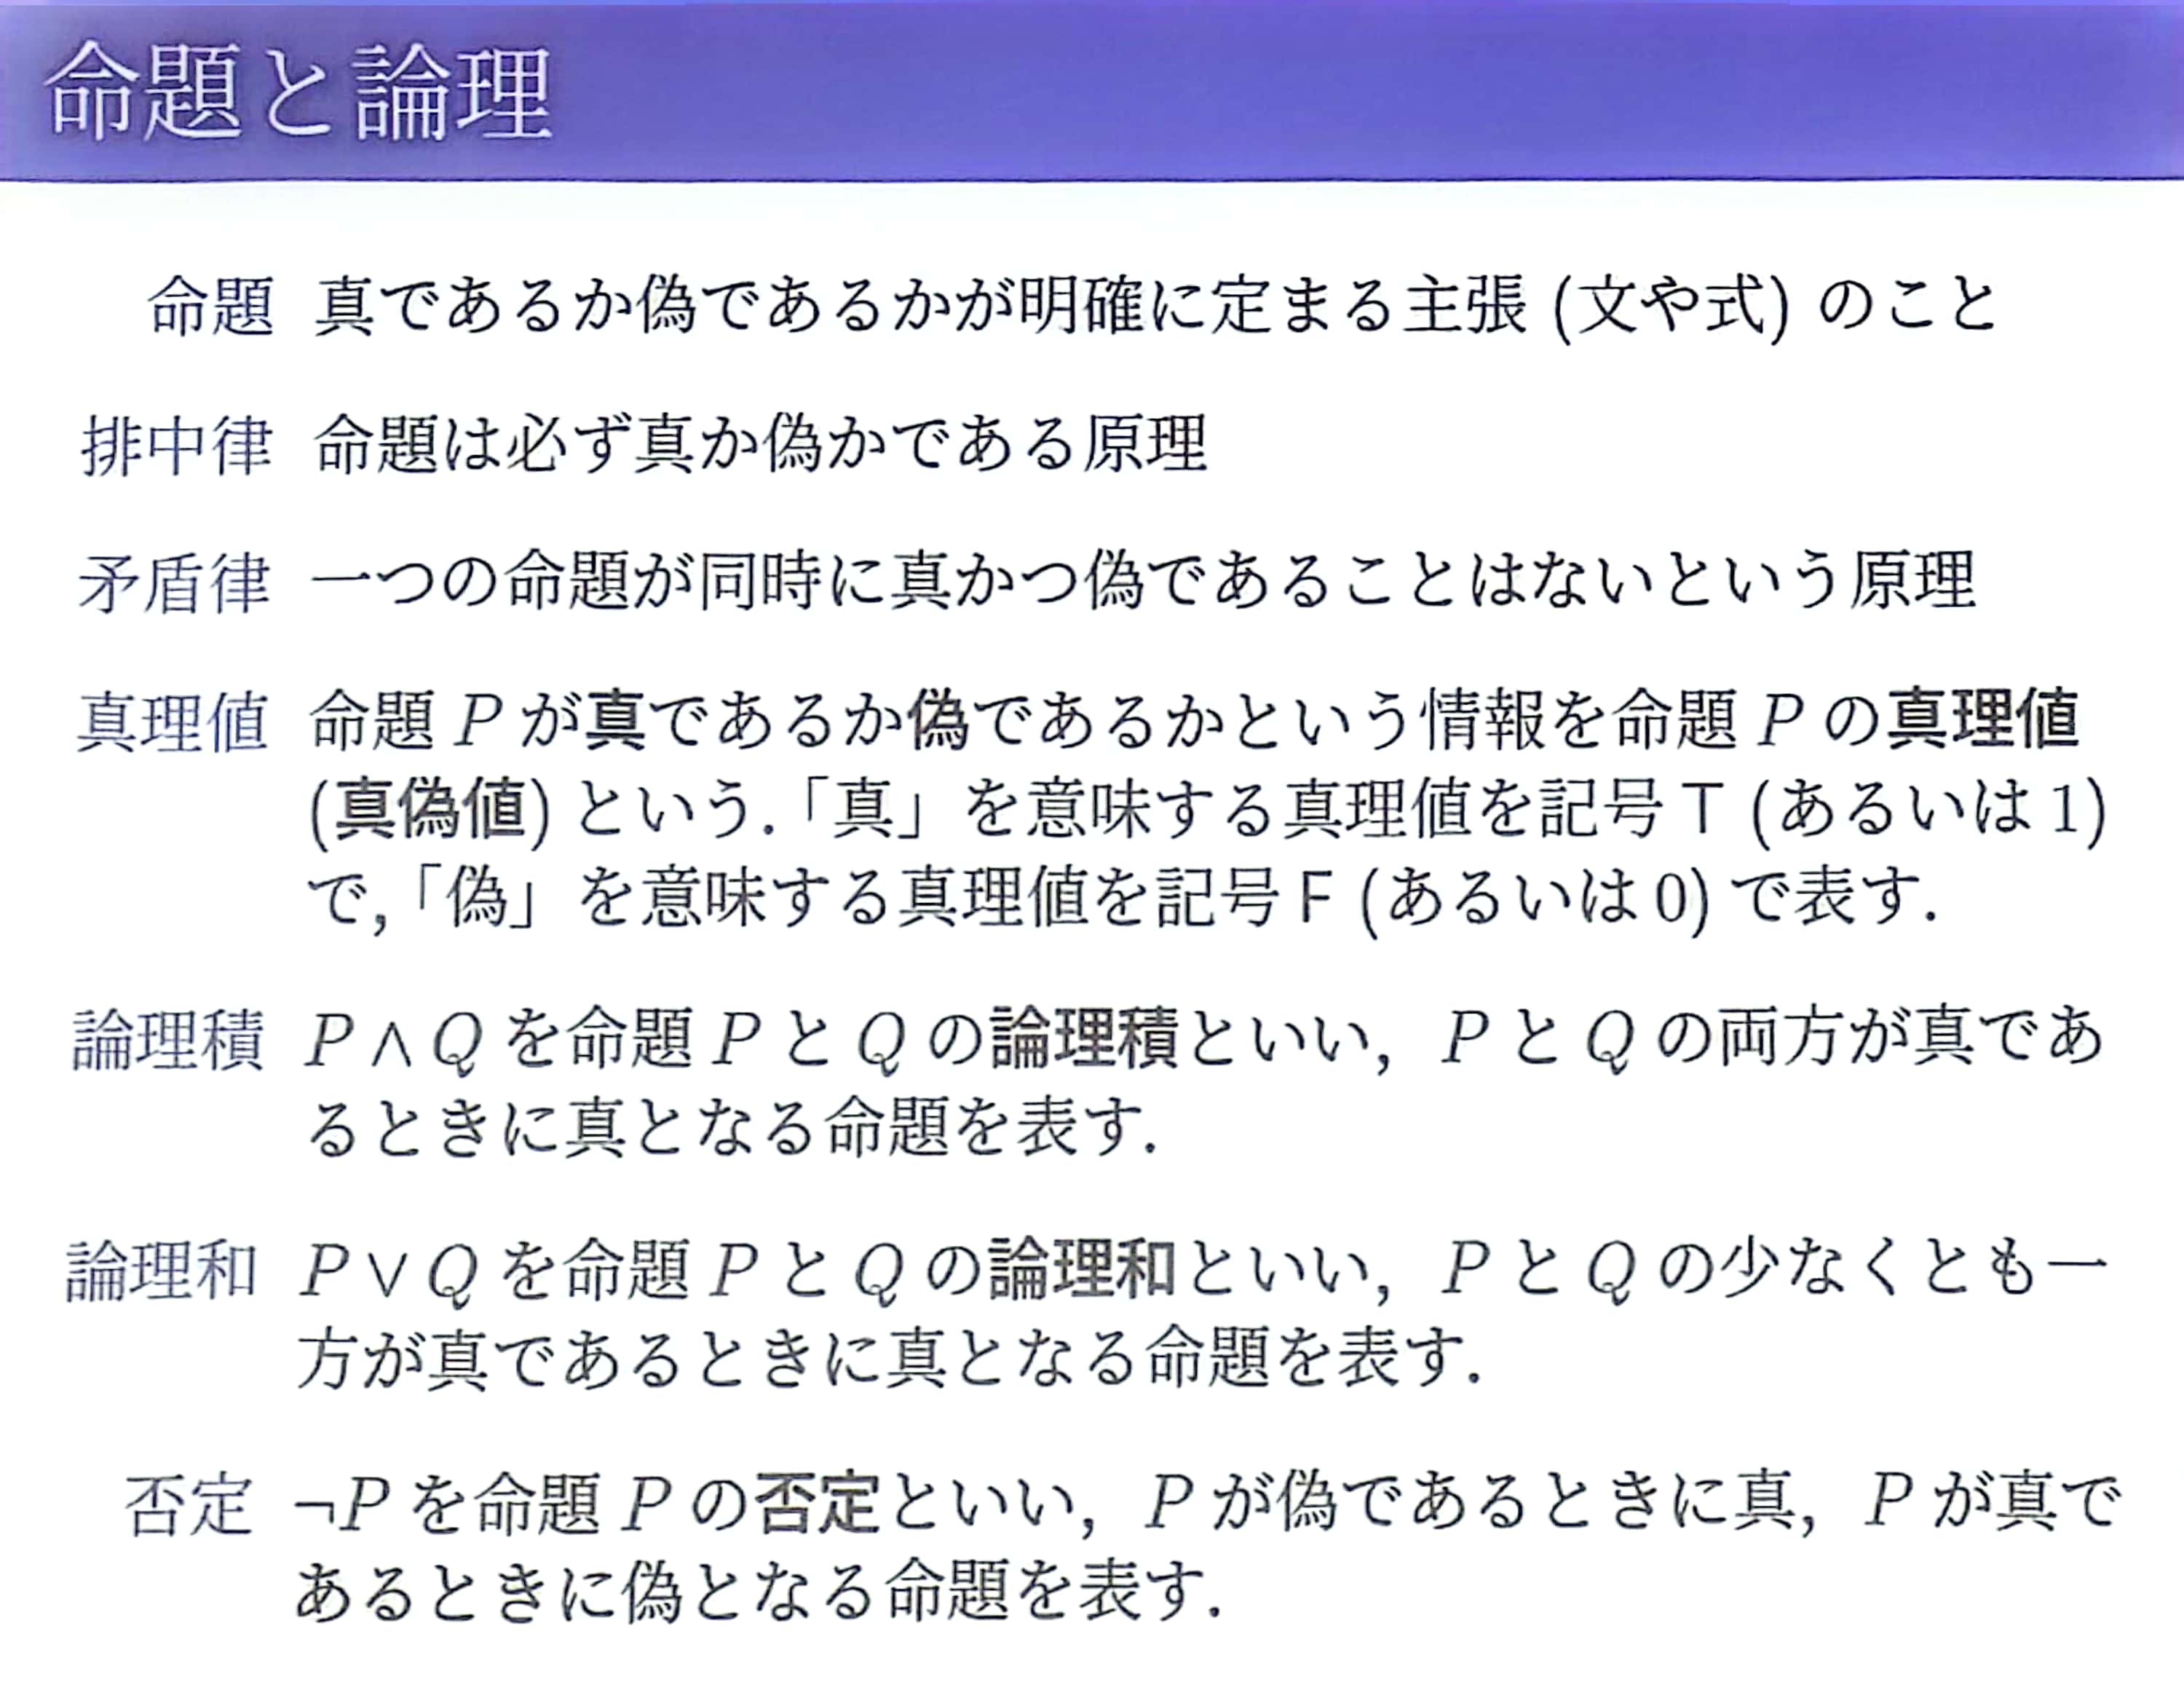 命題と論理
命題 真であるか偽であるかが明確に定まる主張 (文や式) のこと
排中律 命題は必ず真か偽かである原理
矛盾律 一つの命題が同時に真かつ偽であることはないという原理
真理値 命題 P が真であるか偽であるかという情報を命題 P の真理値
(真偽値) という.「真」を意味する真理値を記号 T (あるいは 1)
で,「偽」を意味する真理値を記号 F (あるいは 0) で表す.
論理積 P ∧ Q を命題 P と Q の論理積といい, P と Q の両方が真であ
るときに真となる命題を表す.
論理和 P ∨ Q を命題 P と Q の論理和といい, P と Q の少なくとも一
方が真であるときに真となる命題を表す.
否定 ¬P を命題 P の否定といい, P が偽であるときに真, P が真で
あるときに偽となる命題を表す.